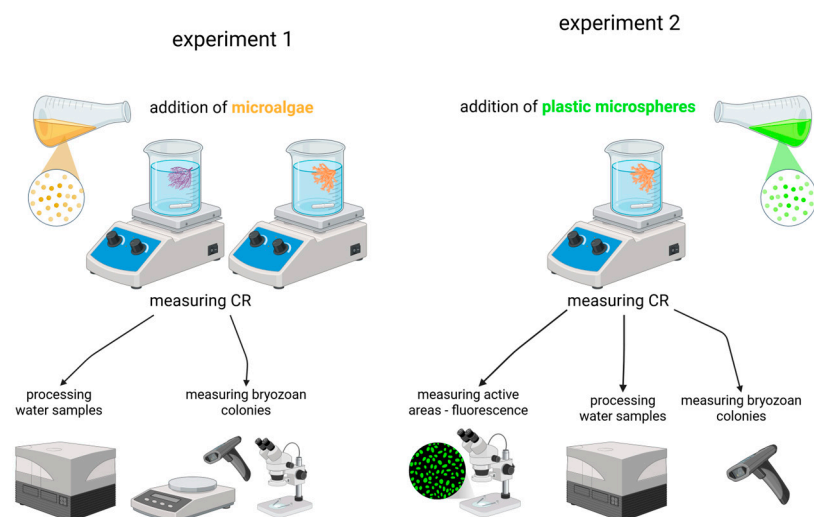 experiment 1
addition of microalgae
measuring CR
processing
water samples
measuring bryozoan
colonies
experiment 2
addition of plastic microspheres
measuring CR
measuring active
areas - fluorescence
processing
water samples
measuring bryozoan
colonies